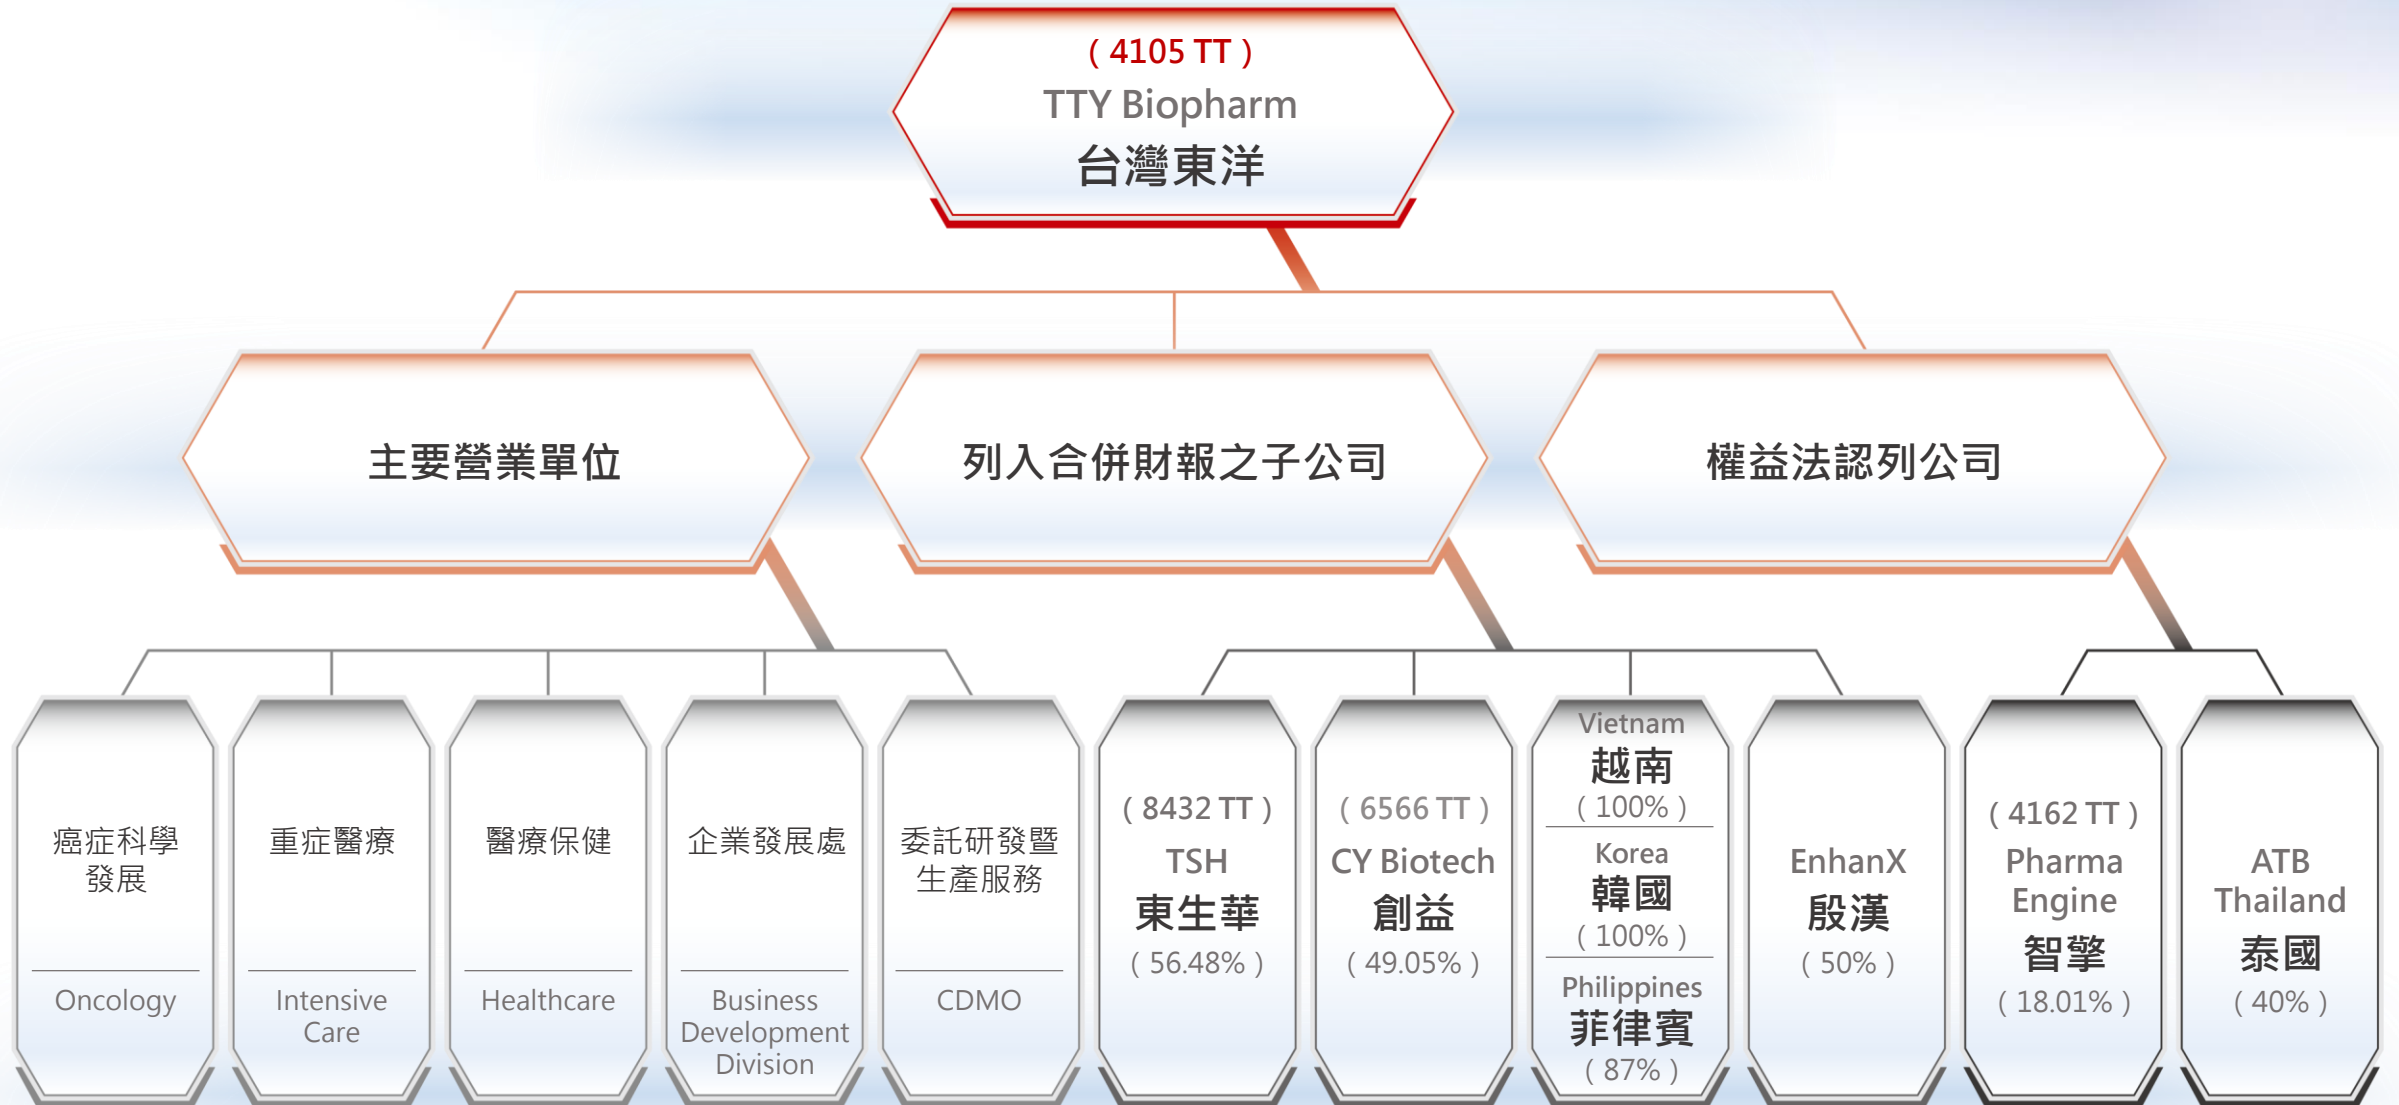 ( 4105 TT )
TTY Biopharm
台灣東洋
主要營業單位
列入合併財報之子公司
權益法認列公司
癌症科學
發展
Oncology
重症醫療
Intensive
Care
醫療保健
Healthcare
企業發展處
Business
Development
Division
委託研發暨
生產服務
CDMO
( 8432 TT )
TSH
東生華
( 56.48% )
( 6566 TT )
CY Biotech
創益
( 49.05% )
Vietnam
越南
( 100% )
Korea
韓國
( 100% )
Philippines
菲律賓
( 87% )
EnhanX
殷漢
( 50% )
( 4162 TT )
Pharma
Engine
智擎
( 18.01% )
ATB
Thailand
泰國
( 40% )